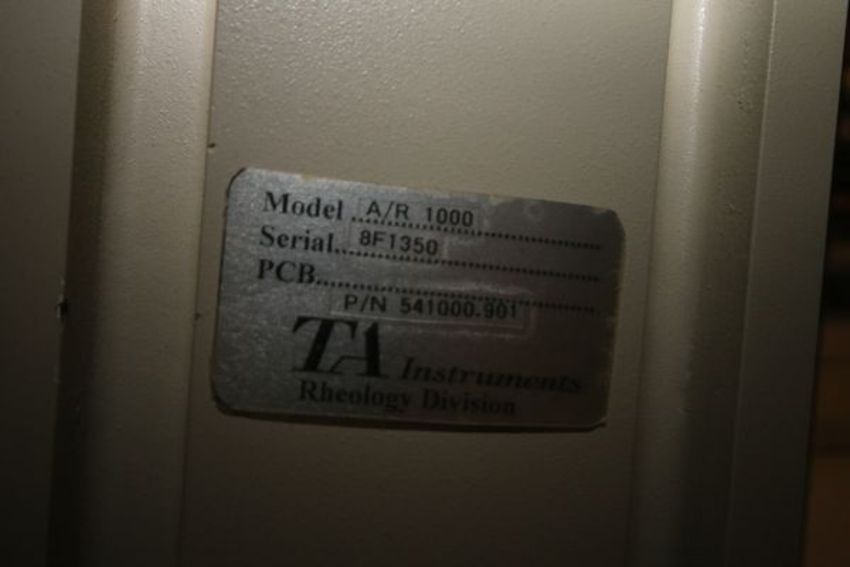 Model ... A/R 1000
Serial... 8F1350
PCB...
P/N 541000.901
TA Instruments
Rheology Division